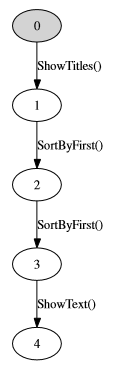 0
ShowTitles()
1
SortByFirst()
2
SortByFirst()
3
ShowText()
4